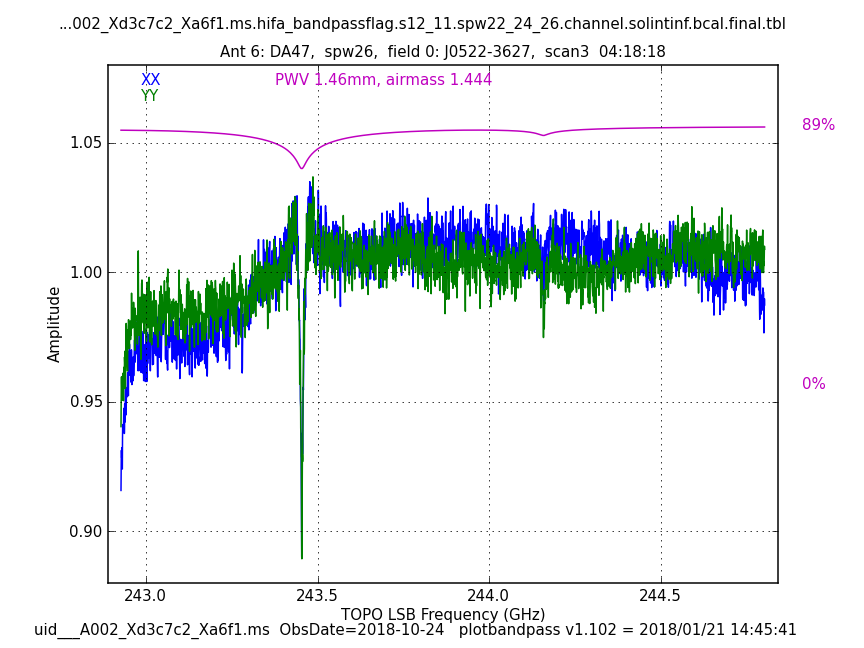 ...002_Xd3c7c2_Xa6f1.ms.hifa_bandpassflag.s12_11.spw22_24_26.channel.solintinf.bcal.final.tbl
Ant 6: DA47,  spw26,  field 0: J0522-3627,  scan3  04:18:18
XX
PWV 1.46mm, airmass 1.444
YY
89%
1.05
1.00
Amplitude
0.95
0%
0.90
243.0 243.5 244.0 244.5
TOPO LSB Frequency (GHz)
uid___A002_Xd3c7c2_Xa6f1.ms  ObsDate=2018-10-24   plotbandpass v1.102 = 2018/01/21 14:45:41